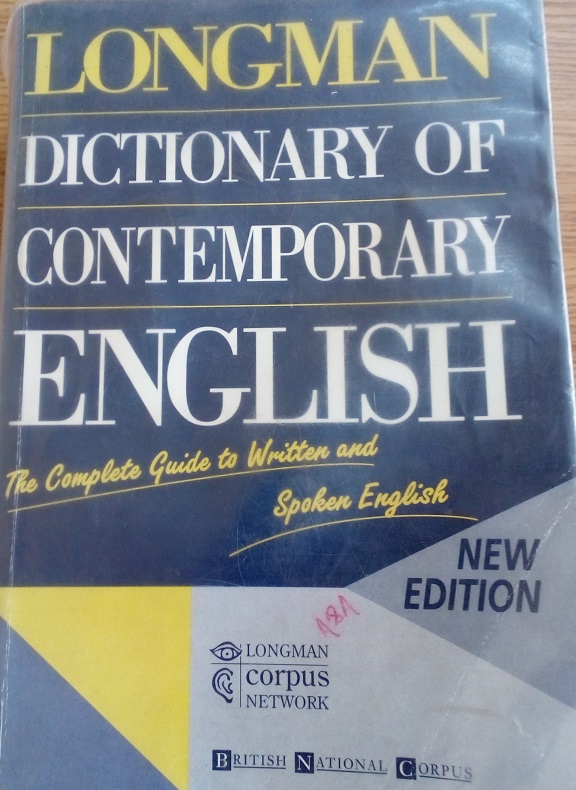 LONGMAN
DICTIONARY OF
CONTEMPORARY
ENGLISH
The Complete Guide to Written and
Spoken English
NEW
EDITION
181
LONGMAN
corpus
NETWORK
BRITISH NATIONAL CORPUS